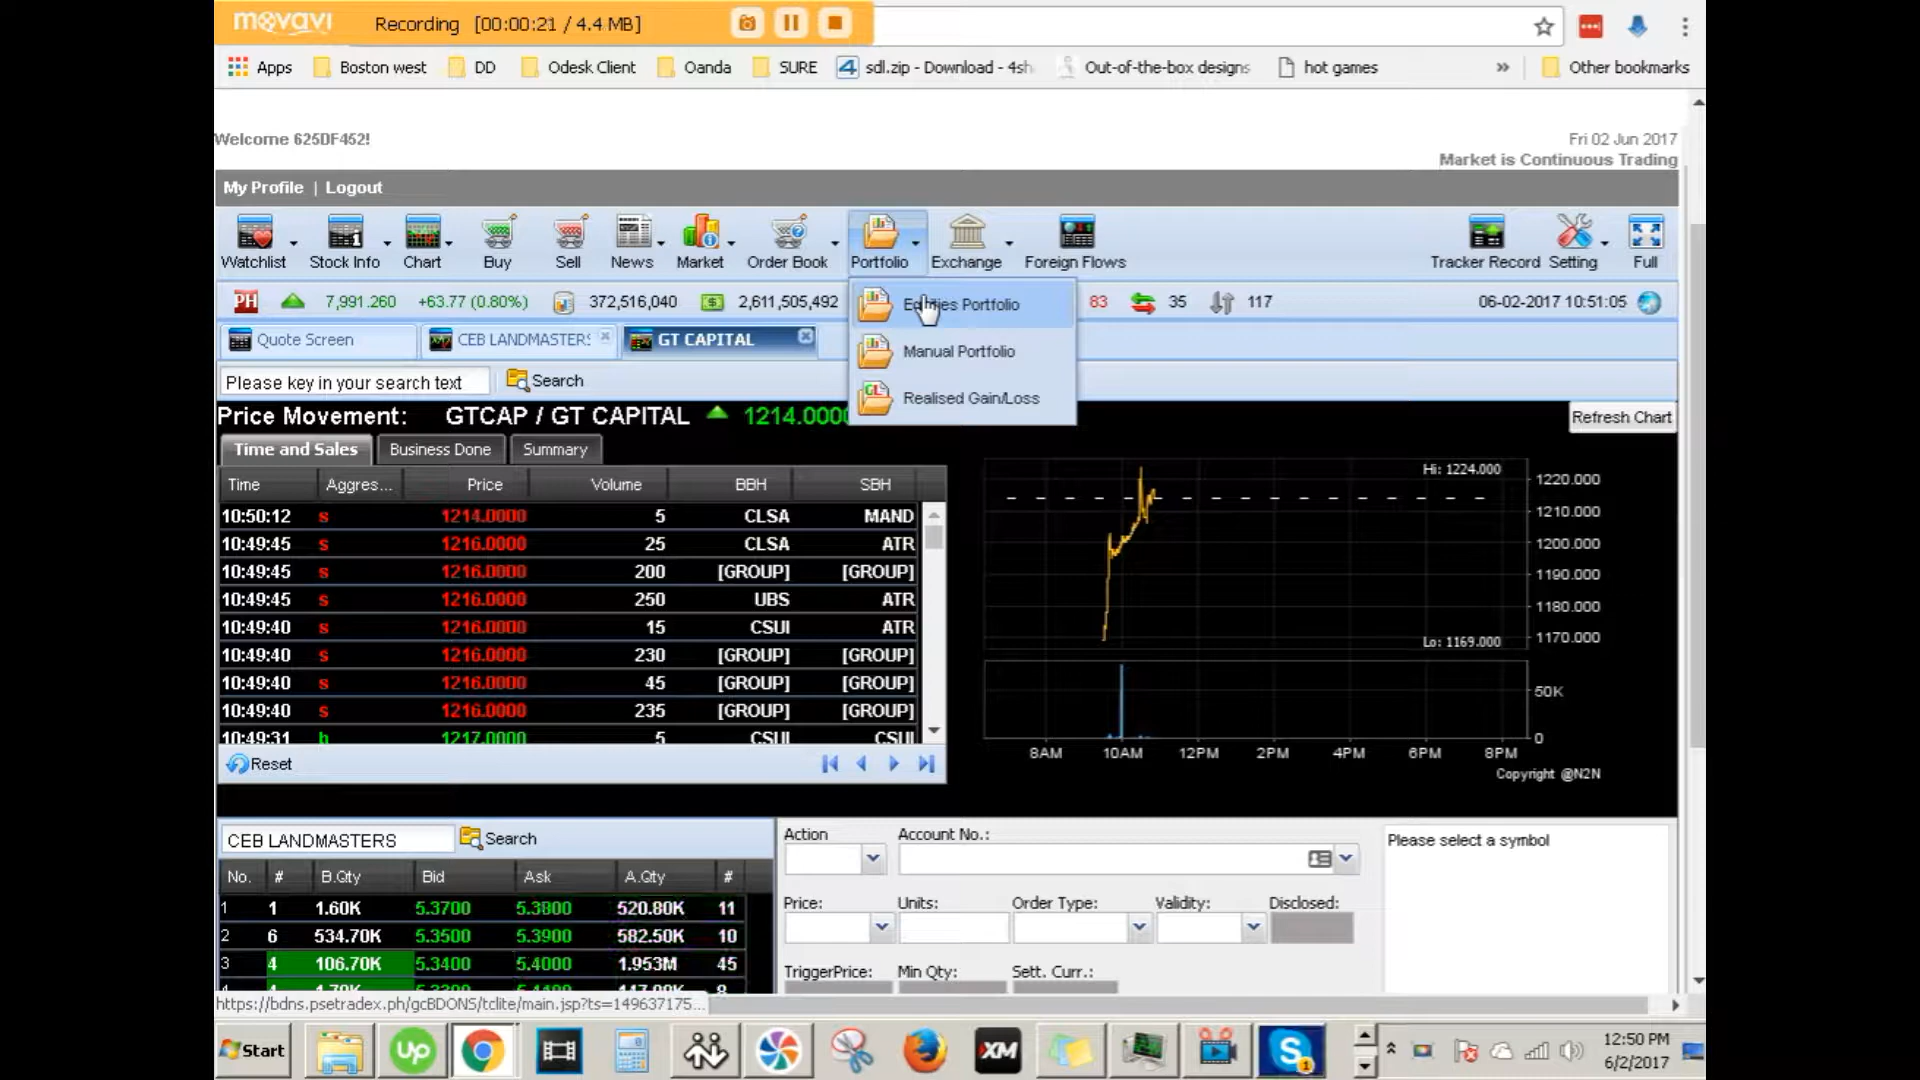 movavi Recording [00:00:21 / 4.4 MB]
Apps Boston west DD Odesk Client Oanda SURE sdl.zip - Download - 4sh Out-of-the-box designs hot games » Other bookmarks
Welcome 625DF452! Fri 02 Jun 2017
Market is Continuous Trading
My Profile | Logout
Watchlist Stock Info Chart Buy Sell News Market Order Book Portfolio Exchange Foreign Flows Tracker Record Setting Full
PH 7,991.260 +63.77 (0.80%) 372,516,040 2,611,505,492 83 35 117 06-02-2017 10:51:05
Equities Portfolio
Manual Portfolio
Realised Gain/Loss
Quote Screen CEB LANDMASTERS GT CAPITAL
Please key in your search text Search
Price Movement: GTCAP / GT CAPITAL 1214.0000 Refresh Chart
Time and Sales Business Done Summary
Time Aggres... Price Volume BBH SBH
10:50:12 s 1214.0000 5 CLSA MAND
10:49:45 s 1216.0000 25 CLSA ATR
10:49:45 s 1216.0000 200 [GROUP] [GROUP]
10:49:45 s 1216.0000 250 UBS ATR
10:49:40 s 1216.0000 15 CSUI ATR
10:49:40 s 1216.0000 230 [GROUP] [GROUP]
10:49:40 s 1216.0000 45 [GROUP] [GROUP]
10:49:40 s 1216.0000 235 [GROUP] [GROUP]
10:49:31 b 1217.0000 5 CSUI CSUI
Reset
Hi: 1224.000
1220.000
1210.000
1200.000
1190.000
1180.000
1170.000
Lo: 1169.000
50K
0
8AM 10AM 12PM 2PM 4PM 6PM 8PM
Copyright @N2N
CEB LANDMASTERS Search
No. # B.Qty Bid Ask A.Qty #
1 1 1.60K 5.3700 5.3800 520.80K 11
2 6 534.70K 5.3500 5.3900 582.50K 10
3 4 106.70K 5.3400 5.4000 1.953M 45
Action Account No.:
Price: Units: Order Type: Validity: Disclosed:
TriggerPrice: Min Qty: Sett. Curr.:
Please select a symbol
https://bdns.psetradex.ph/gcBDONS/tclite/main.jsp?ts=149637175...
Start Up XM S 1 12:50 PM
6/2/2017